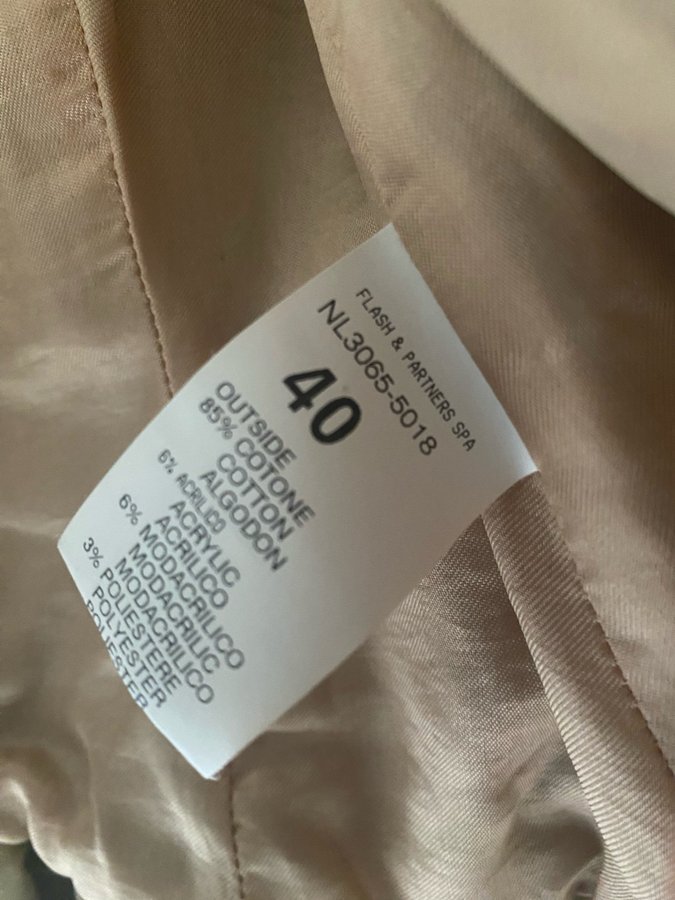 FLASH & PARTNERS SPA
NL3065-5018
40
OUTSIDE
85% COTONE
COTTON
ALGODON
6% ACRILICO
ACRYLIC
ACRILICO
6% MODACRILICO
MODACRILIC
MODACRILICO
3% POLIESTERE
POLYESTER
POLIESTER